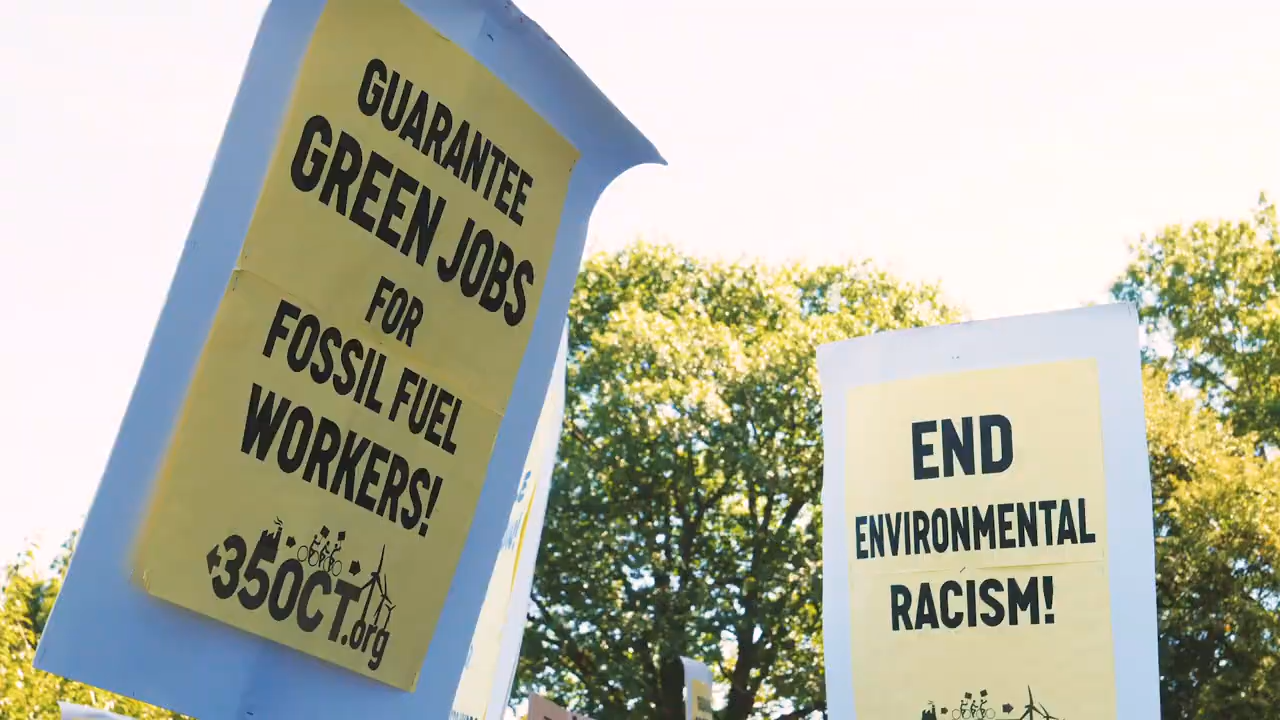 GUARANTEE
GREEN JOBS
FOR
FOSSIL FUEL
WORKERS!
350CT.org
END
ENVIRONMENTAL
RACISM!